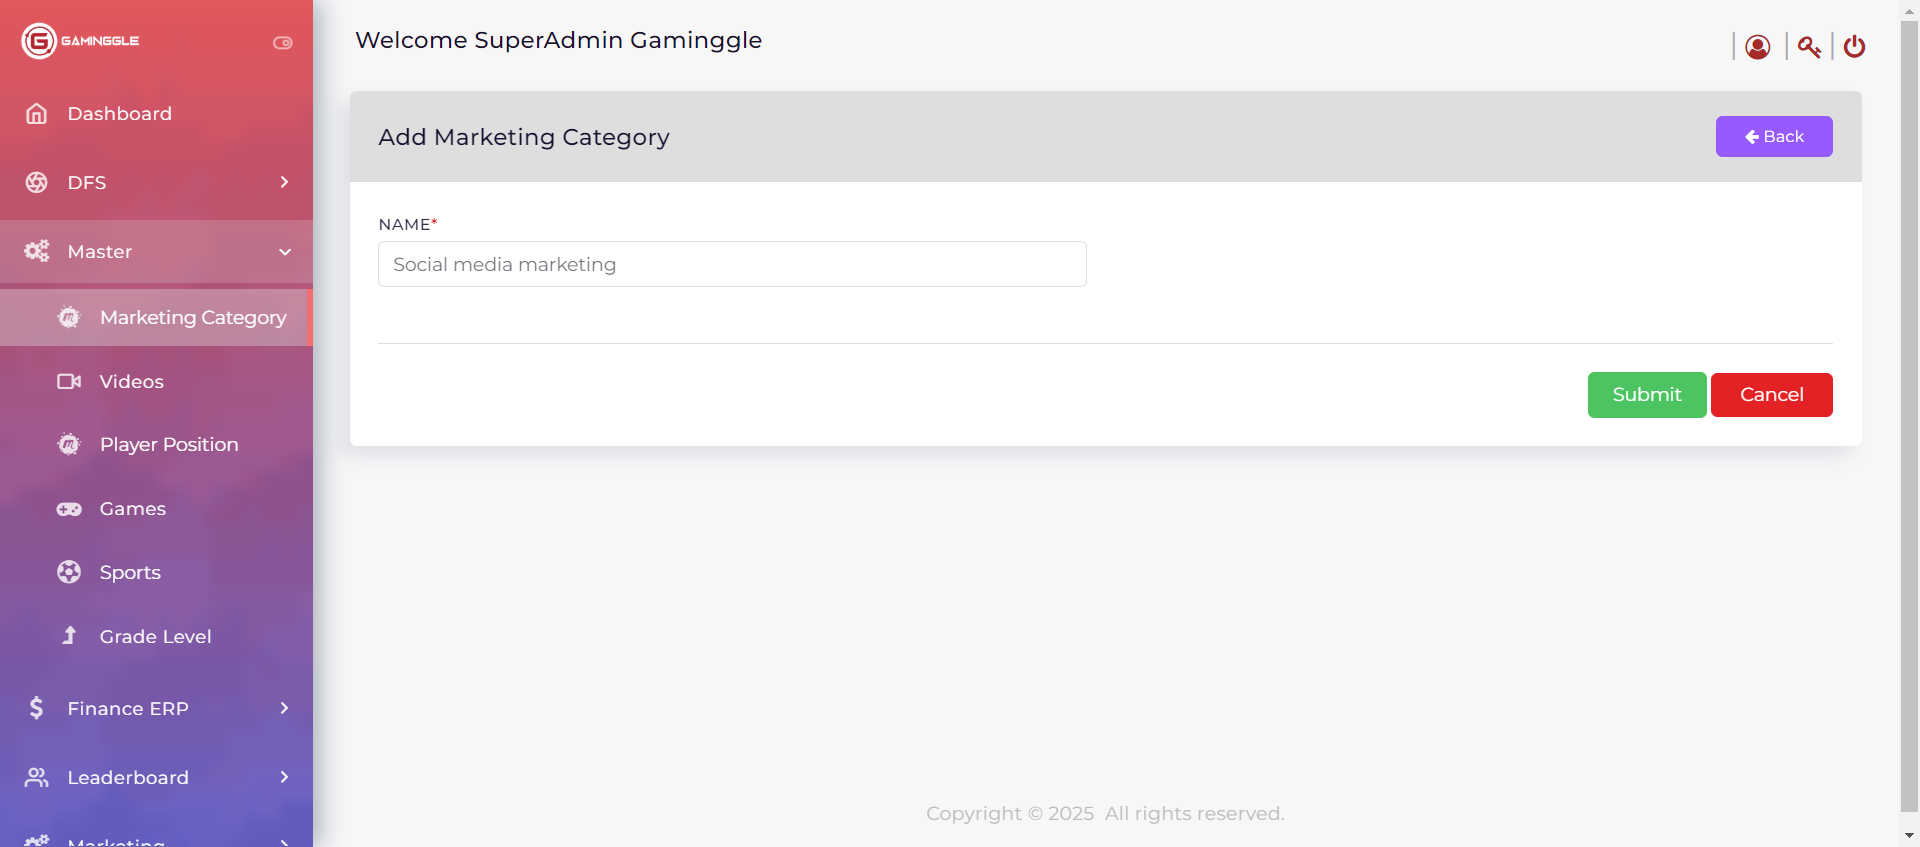 GAMINGGLE
Welcome SuperAdmin Gaminggle
Dashboard
DFS
Master
Marketing Category
Videos
Player Position
Games
Sports
Grade Level
Finance ERP
Leaderboard
Marketing
Add Marketing Category
Back
NAME*
Social media marketing
Submit
Cancel
Copyright © 2025 All rights reserved.